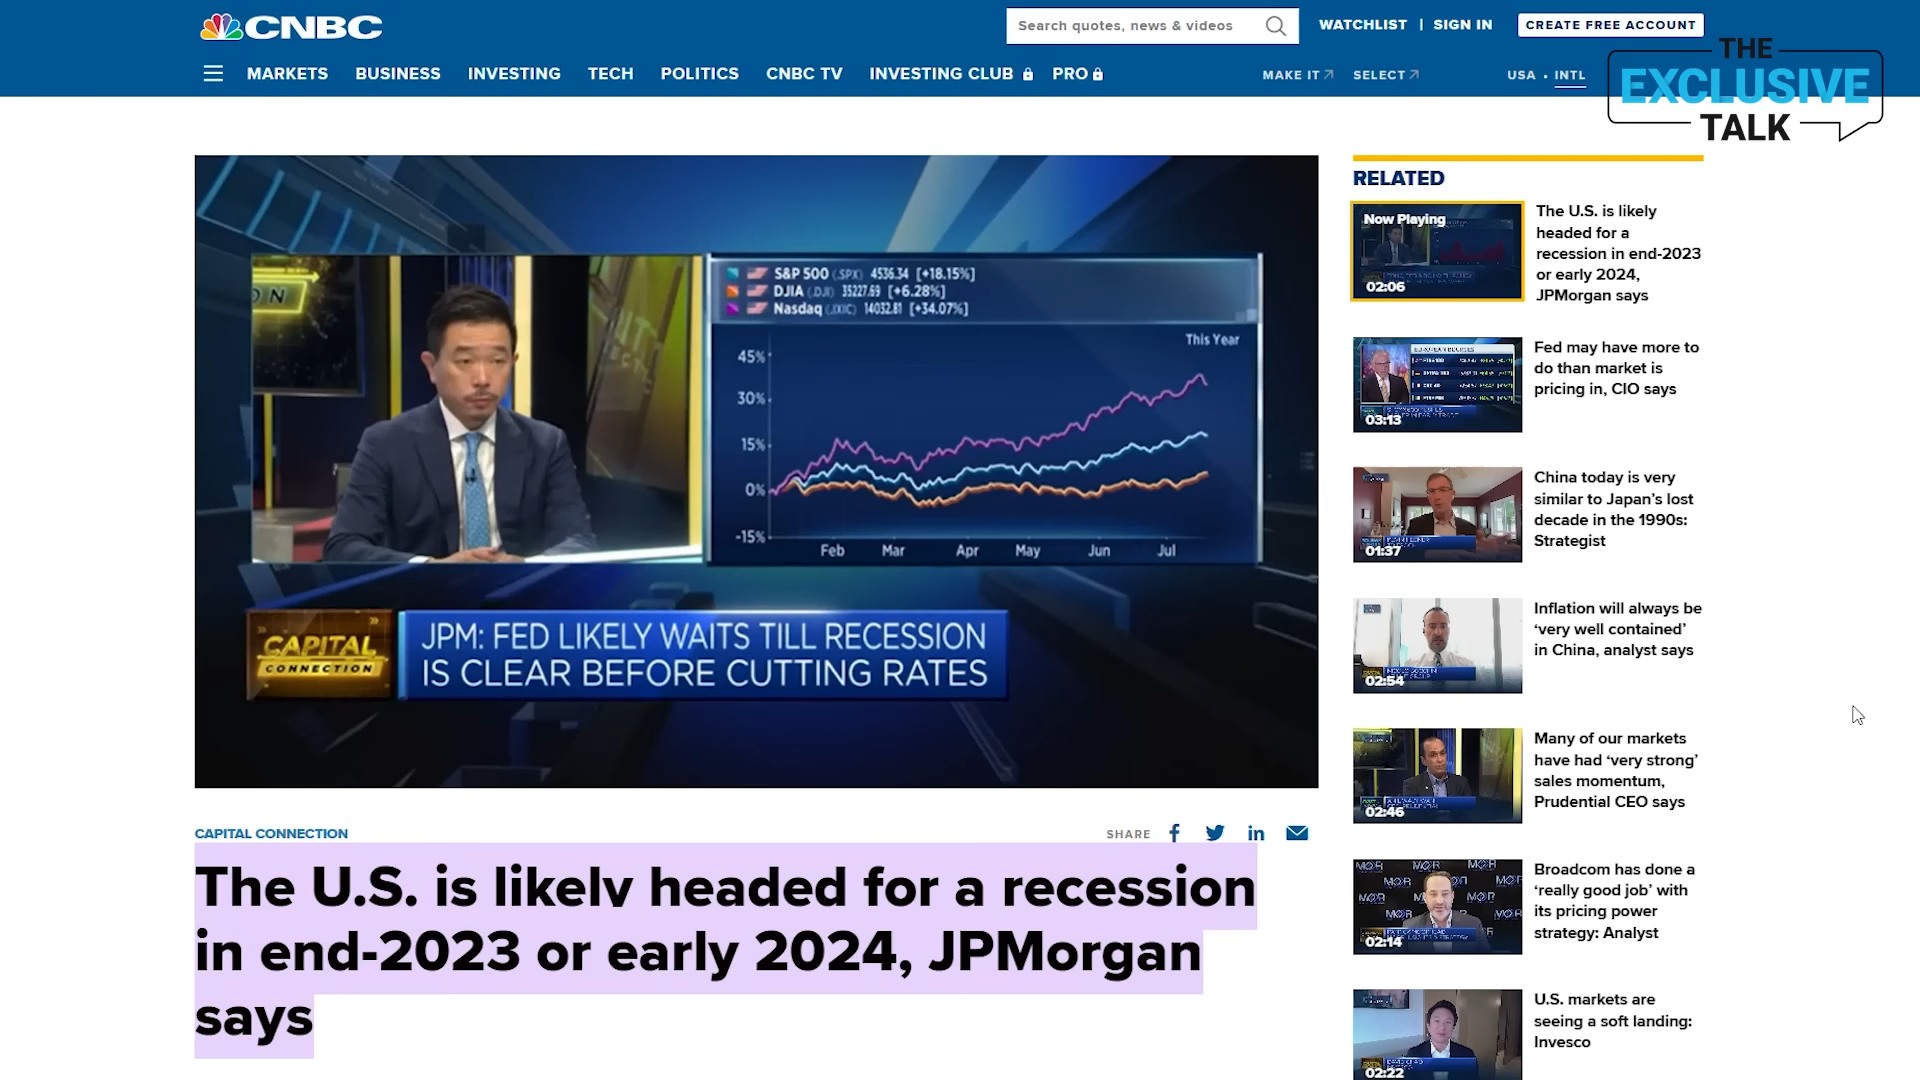 CNBC
Search quotes, news & videos
WATCHLIST | SIGN IN
CREATE FREE ACCOUNT
MARKETS BUSINESS INVESTING TECH POLITICS CNBC TV INVESTING CLUB PRO
MAKE IT SELECT
USA • INTL
THE
EXCLUSIVE
TALK
S&P 500 (.SPX) 4536.34 [+18.15%]
DJIA (.DJI) 35227.69 [+6.28%]
Nasdaq (.IXIC) 14032.81 [+34.07%]
This Year
45%
30%
15%
0%
-15%
Feb Mar Apr May Jun Jul
CAPITAL
CONNECTION
JPM: FED LIKELY WAITS TILL RECESSION
IS CLEAR BEFORE CUTTING RATES
CAPITAL CONNECTION
SHARE
The U.S. is likely headed for a recession
in end-2023 or early 2024, JPMorgan
says
RELATED
Now Playing
02:06
The U.S. is likely
headed for a
recession in end-2023
or early 2024,
JPMorgan says
03:13
Fed may have more to
do than market is
pricing in, CIO says
01:37
China today is very
similar to Japan's lost
decade in the 1990s:
Strategist
02:54
Inflation will always be
‘very well contained’
in China, analyst says
02:46
Many of our markets
have had ‘very strong’
sales momentum,
Prudential CEO says
02:14
Broadcom has done a
‘really good job’ with
its pricing power
strategy: Analyst
02:22
U.S. markets are
seeing a soft landing:
Invesco